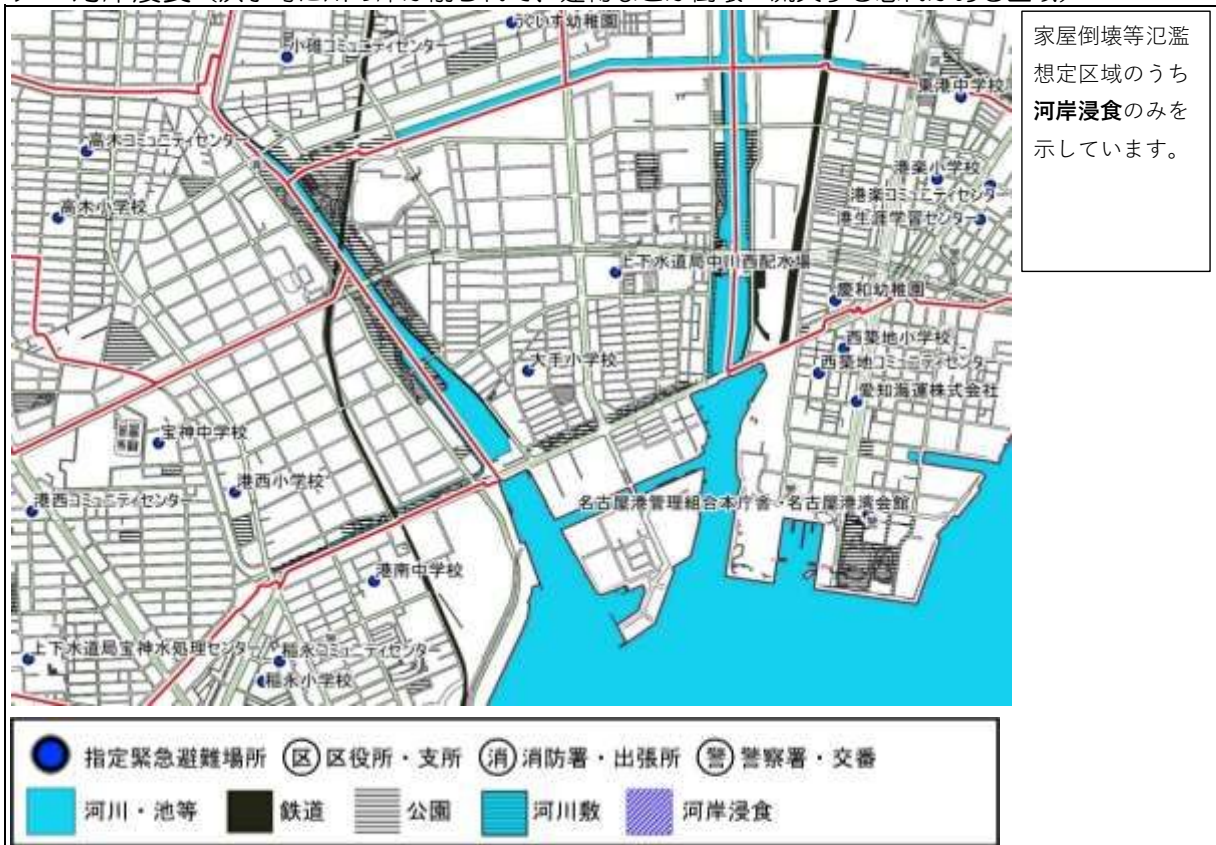 家屋倒壊等氾濫
想定区域のうち
河岸浸食のみを
示しています。
うぐいす幼稚園
小碓コミュニティセンター
東港中学校
高木コミュニティセンター
港楽小学校
港楽コミュニティセンター
高木小学校
港生涯学習センター
上下水道局中川西配水場
慶和幼稚園
西築地小学校
西築地コミュニティセンター
大手小学校
愛知海運株式会社
宝神中学校
港西小学校
港西コミュニティセンター
名古屋港管理組合本庁舎・名古屋港湾会館
港南中学校
上下水道局宝神水処理センター
稲永コミュニティセンター
稲永小学校
指定緊急避難場所 区 区役所・支所 消 消防署・出張所 警 警察署・交番
河川・池等 鉄道 公園 河川敷 河岸浸食